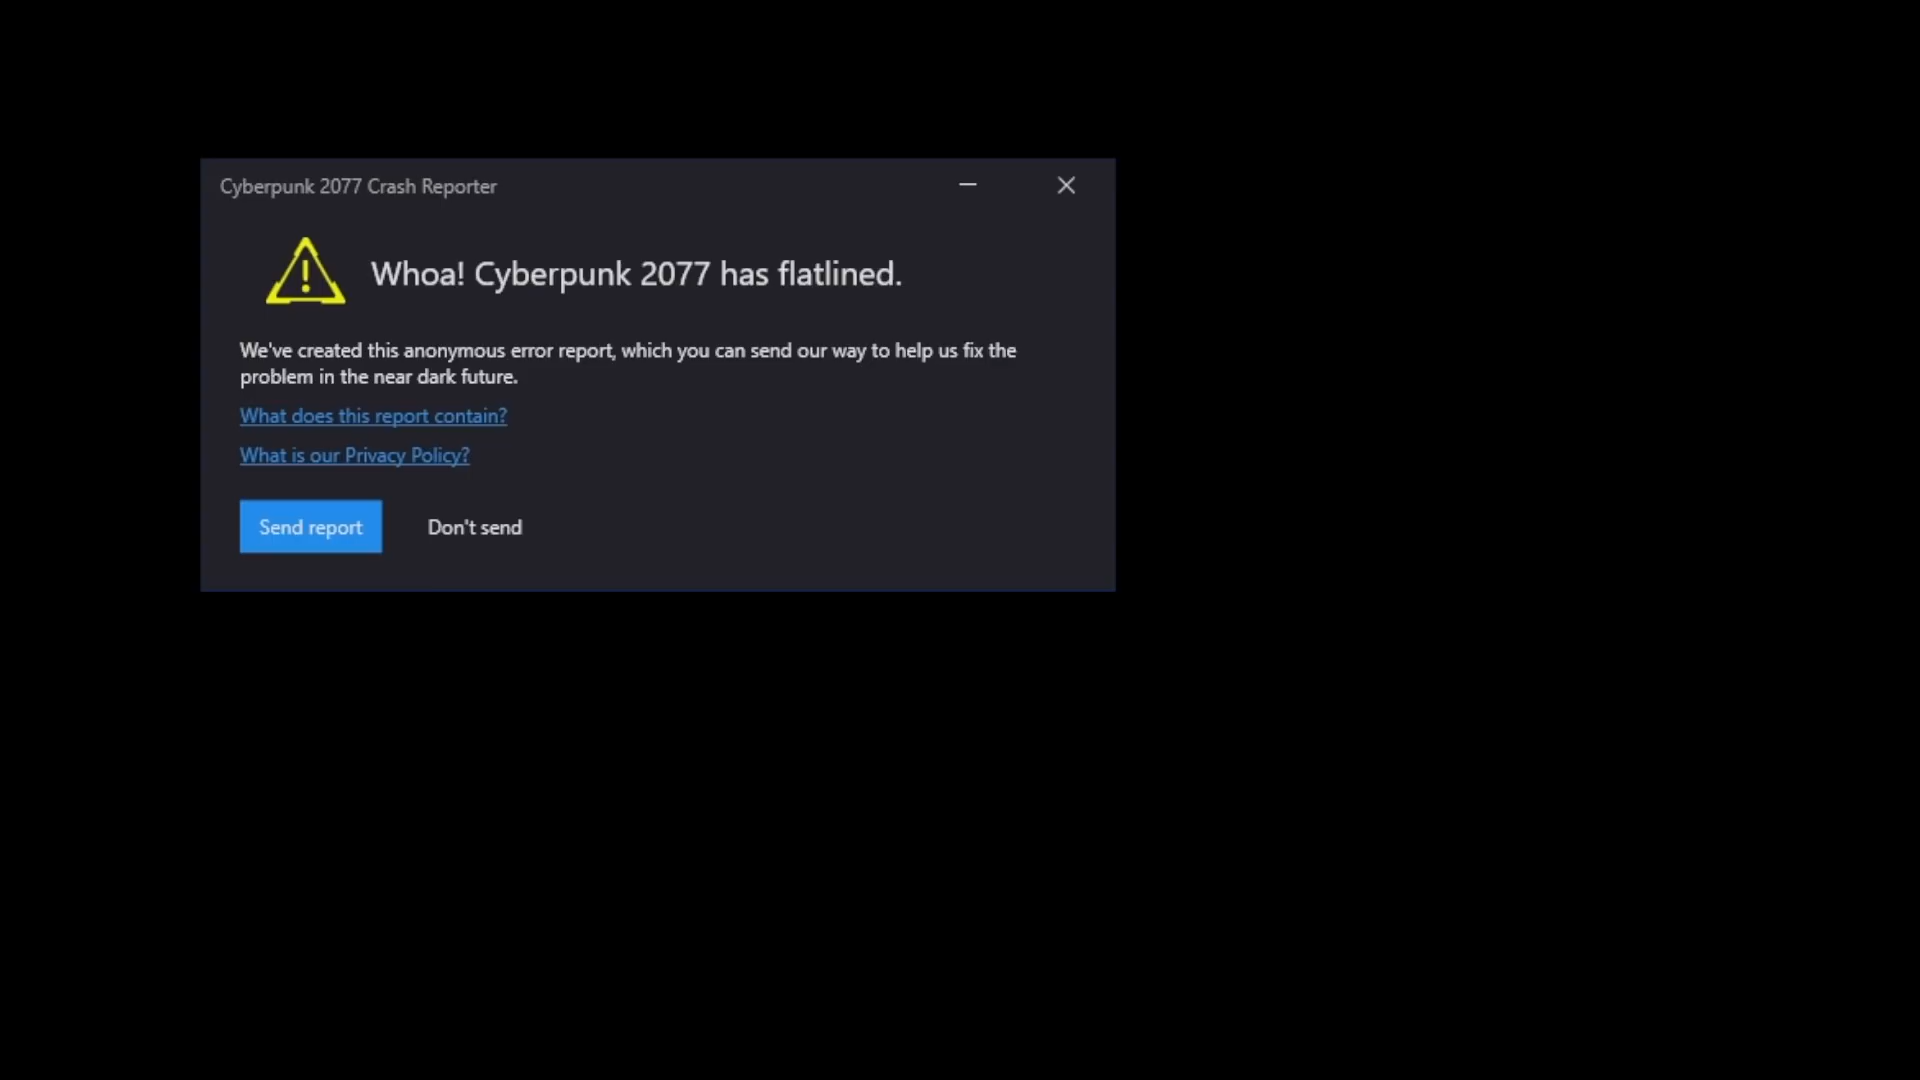 Cyberpunk 2077 Crash Reporter
Whoa! Cyberpunk 2077 has flatlined.
We've created this anonymous error report, which you can send our way to help us fix the
problem in the near dark future.
What does this report contain?
What is our Privacy Policy?
Send report Don't send